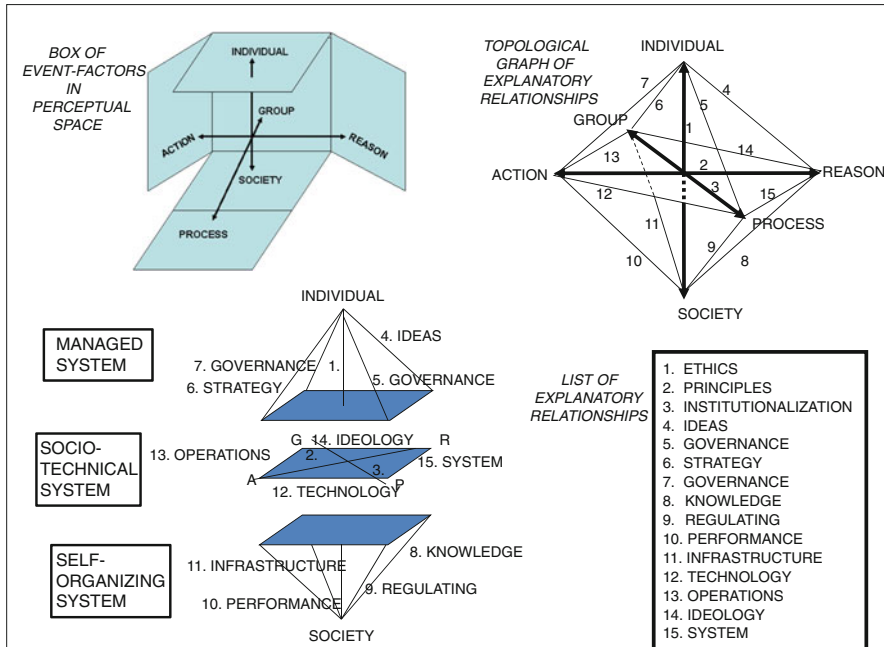 BOX OF
EVENT-FACTORS
IN
PERCEPTUAL
SPACE
INDIVIDUAL
GROUP
ACTION
REASON
SOCIETY
PROCESS
TOPOLOGICAL
GRAPH OF
EXPLANATORY
RELATIONSHIPS
INDIVIDUAL
7
4
6
5
GROUP
1
14
13
2
ACTION
REASON
3
15
12
11
PROCESS
9
10
8
SOCIETY
INDIVIDUAL
MANAGED
SYSTEM
4. IDEAS
7. GOVERNANCE
1.
6. STRATEGY
5. GOVERNANCE
SOCIO-
TECHNICAL
SYSTEM
G
14. IDEOLOGY
R
13. OPERATIONS
2.
15. SYSTEM
3.
A
P
12. TECHNOLOGY
SELF-
ORGANIZING
SYSTEM
8. KNOWLEDGE
11. INFRASTRUCTURE
9. REGULATING
10. PERFORMANCE
SOCIETY
LIST OF
EXPLANATORY
RELATIONSHIPS
1. ETHICS
2. PRINCIPLES
3. INSTITUTIONALIZATION
4. IDEAS
5. GOVERNANCE
6. STRATEGY
7. GOVERNANCE
8. KNOWLEDGE
9. REGULATING
10. PERFORMANCE
11. INFRASTRUCTURE
12. TECHNOLOGY
13. OPERATIONS
14. IDEOLOGY
15. SYSTEM